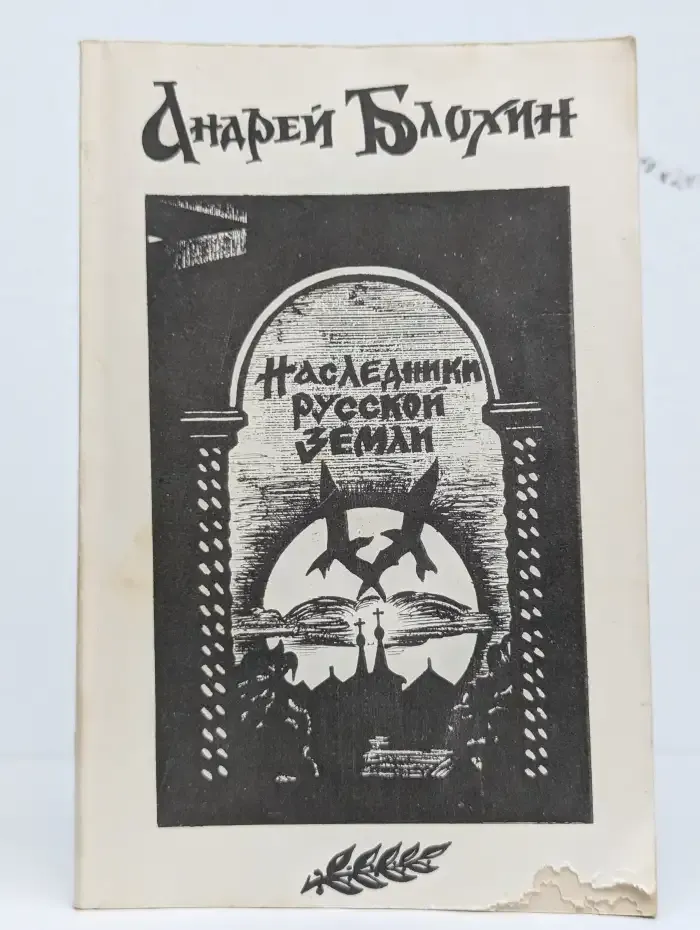 Андрей Блохин
Наследники
русской
земли